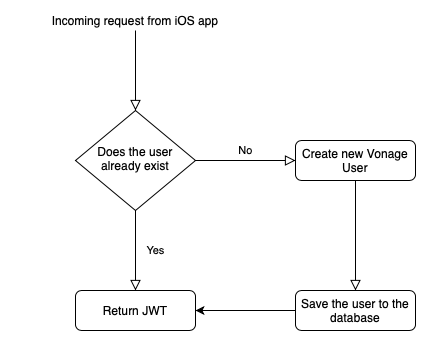 Incoming request from iOS app
Does the user
already exist
No
Create new Vonage
User
Yes
Return JWT
Save the user to the
database